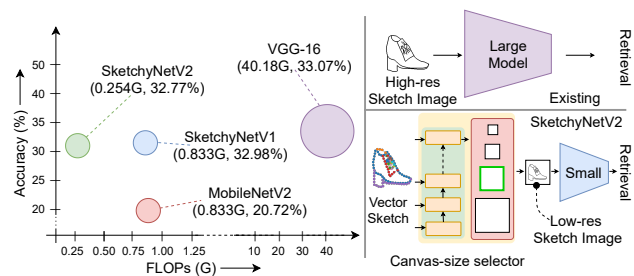 Accuracy (%)
50
45
40
35
30
25
20
0.25
0.50
0.75
1.00
1.25
10
20
30
40
FLOPs (G)
SketchyNetV2
(0.254G, 32.77%)
VGG-16
(40.18G, 33.07%)
SketchyNetV1
(0.833G, 32.98%)
MobileNetV2
(0.833G, 20.72%)
High-res
Sketch Image
Large
Model
Existing
Retrieval
SketchyNetV2
Vector
Sketch
Small
Retrieval
Low-res
Sketch Image
Canvas-size selector